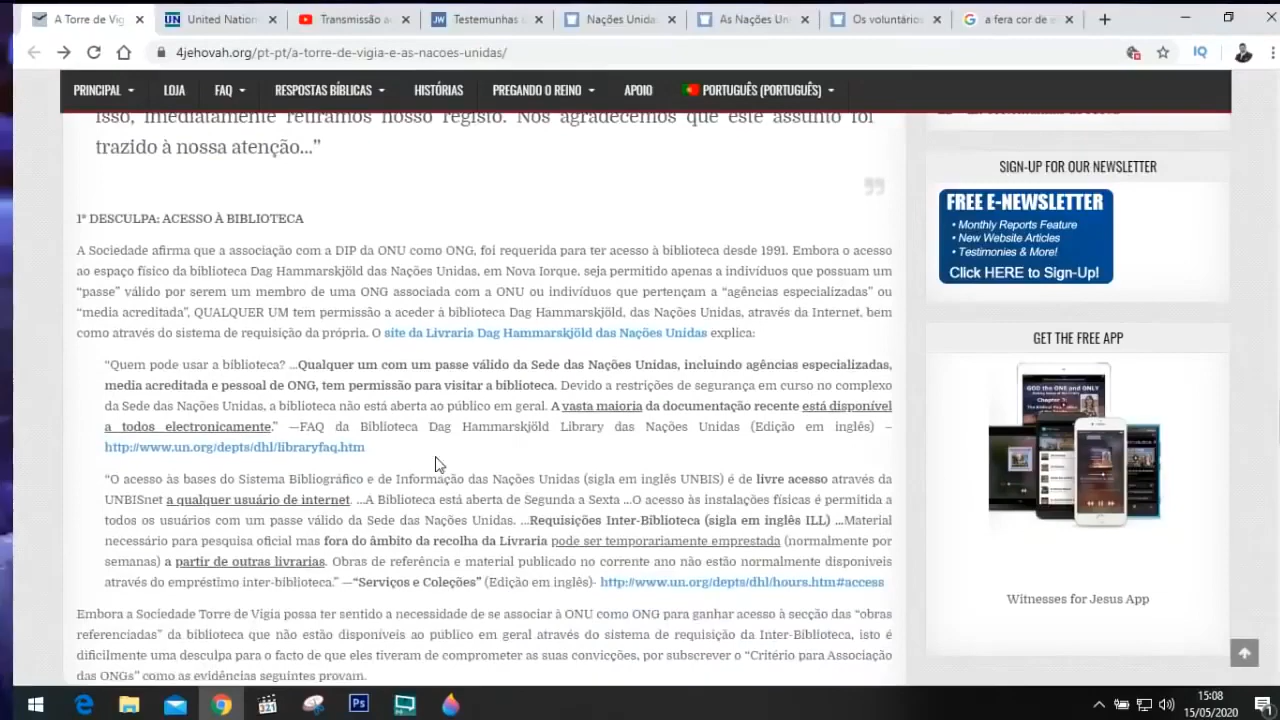 A Torre de Vig
United Nation
Transmissão a
Testemunhas
Nações Unida
As Nações Un
Os voluntário
a fera cor de e
4jehovah.org/pt-pt/a-torre-de-vigia-e-as-nacoes-unidas/
PRINCIPAL
LOJA
FAQ
RESPOSTAS BÍBLICAS
HISTÓRIAS
PREGANDO O REINO
APOIO
PORTUGUÊS (PORTUGUÊS)
isso, imediatamente retiramos nosso registo. Nós agradecemos que este assunto foi
trazido à nossa atenção...”
1ª DESCULPA: ACESSO À BIBLIOTECA
A Sociedade afirma que a associação com o DIP da ONU como ONG, foi requerida para ter acesso à biblioteca desde 1991. Embora o acesso
ao espaço físico da biblioteca Dag Hammarskjöld das Nações Unidas, em Nova Iorque, seja permitido apenas a indivíduos que possuam um
“passe” válido por serem um membro de uma ONG associada com a ONU ou indivíduos que pertençam a “agências especializadas” ou
“media acreditada”, QUALQUER UM tem permissão a aceder à biblioteca Dag Hammarskjöld, das Nações Unidas, através da Internet, bem
como através do sistema de requisição da própria. O site da Livraria Dag Hammarskjöld das Nações Unidas explica:
“Quem pode usar a biblioteca? ...Qualquer um com um passe válido da Sede das Nações Unidas, incluindo agências especializadas,
media acreditada e pessoal de ONG, tem permissão para visitar a biblioteca. Devido a restrições de segurança em curso no complexo
da Sede das Nações Unidas, a biblioteca não está aberta ao público em geral. A vasta maioria da documentação recente está disponível
a todos electronicamente.” —FAQ da Biblioteca Dag Hammarskjöld Library das Nações Unidas (Edição em inglês) –
http://www.un.org/depts/dhl/libraryfaq.htm
“O acesso às bases do Sistema Bibliográfico e de Informação das Nações Unidas (sigla em inglês UNBIS) é de livre acesso através da
UNBISnet a qualquer usuário de internet. ...A Biblioteca está aberta de Segunda a Sexta ...O acesso às instalações físicas é permitida a
todos os usuários com um passe válido da Sede das Nações Unidas. ...Requisições Inter-Biblioteca (sigla em inglês ILL) ...Material
necessário para pesquisa oficial mas fora do âmbito da recolha da Livraria pode ser temporariamente emprestada (normalmente por
semanas) a partir de outras livrarias. Obras de referência e material publicado no corrente ano não estão normalmente disponíveis
através do empréstimo inter-biblioteca.” —“Serviços e Coleções” (Edição em inglês)- http://www.un.org/depts/dhl/hours.htm#access
Embora a Sociedade Torre de Vigia possa ter sentido a necessidade de se associar à ONU como ONG para ganhar acesso à secção das “obras
referenciadas” da biblioteca que não estão disponíveis ao público em geral através do sistema de requisição da Inter-Biblioteca, isto é
dificilmente uma desculpa para o facto de que eles tiveram de comprometer as suas convicções, por subscrever o “Critério para Associação
das ONGs” como as evidências seguintes provam.
SIGN-UP FOR OUR NEWSLETTER
FREE E-NEWSLETTER
• Monthly Reports Feature
• New Website Articles
• Testimonies & More!
Click HERE to Sign-Up!
GET THE FREE APP
GOD the ONE and ONLY
Witnesses for Jesus App
15:08
15/05/2020